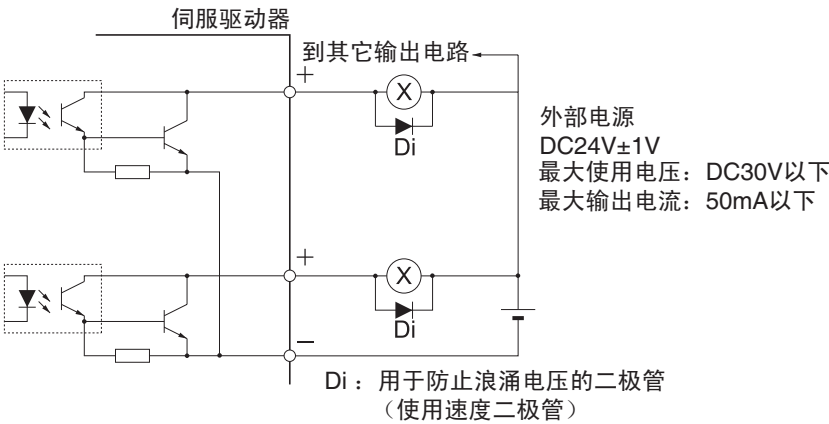 伺服驱动器
到其它输出电路
+
X
Di
外部电源
DC24V±1V
最大使用电压：DC30V以下
最大输出电流：50mA以下
+
X
Di
−
Di：用于防止浪涌电压的二极管
（使用速度二极管）